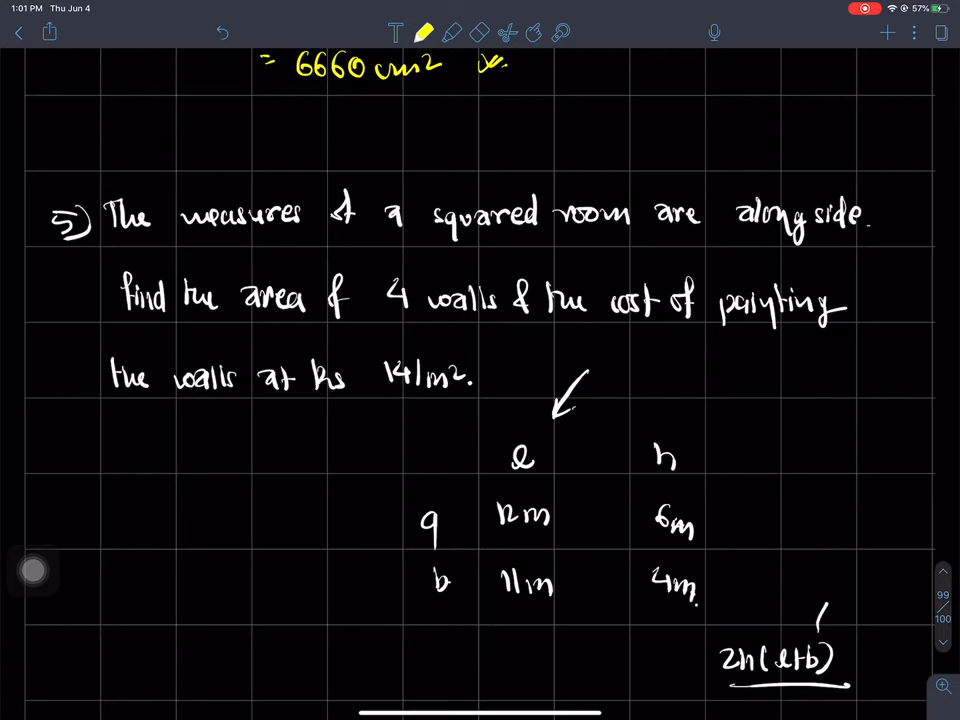 1:01 PM Thu Jun 4
57%
= 6660 cm²
5) The measures of a squared room are along side.
find the area of 4 walls & the cost of painting
the walls at Rs 14/m².
l h
a 12m 6m
b 11m 4m.
2h(l+b)
99
100